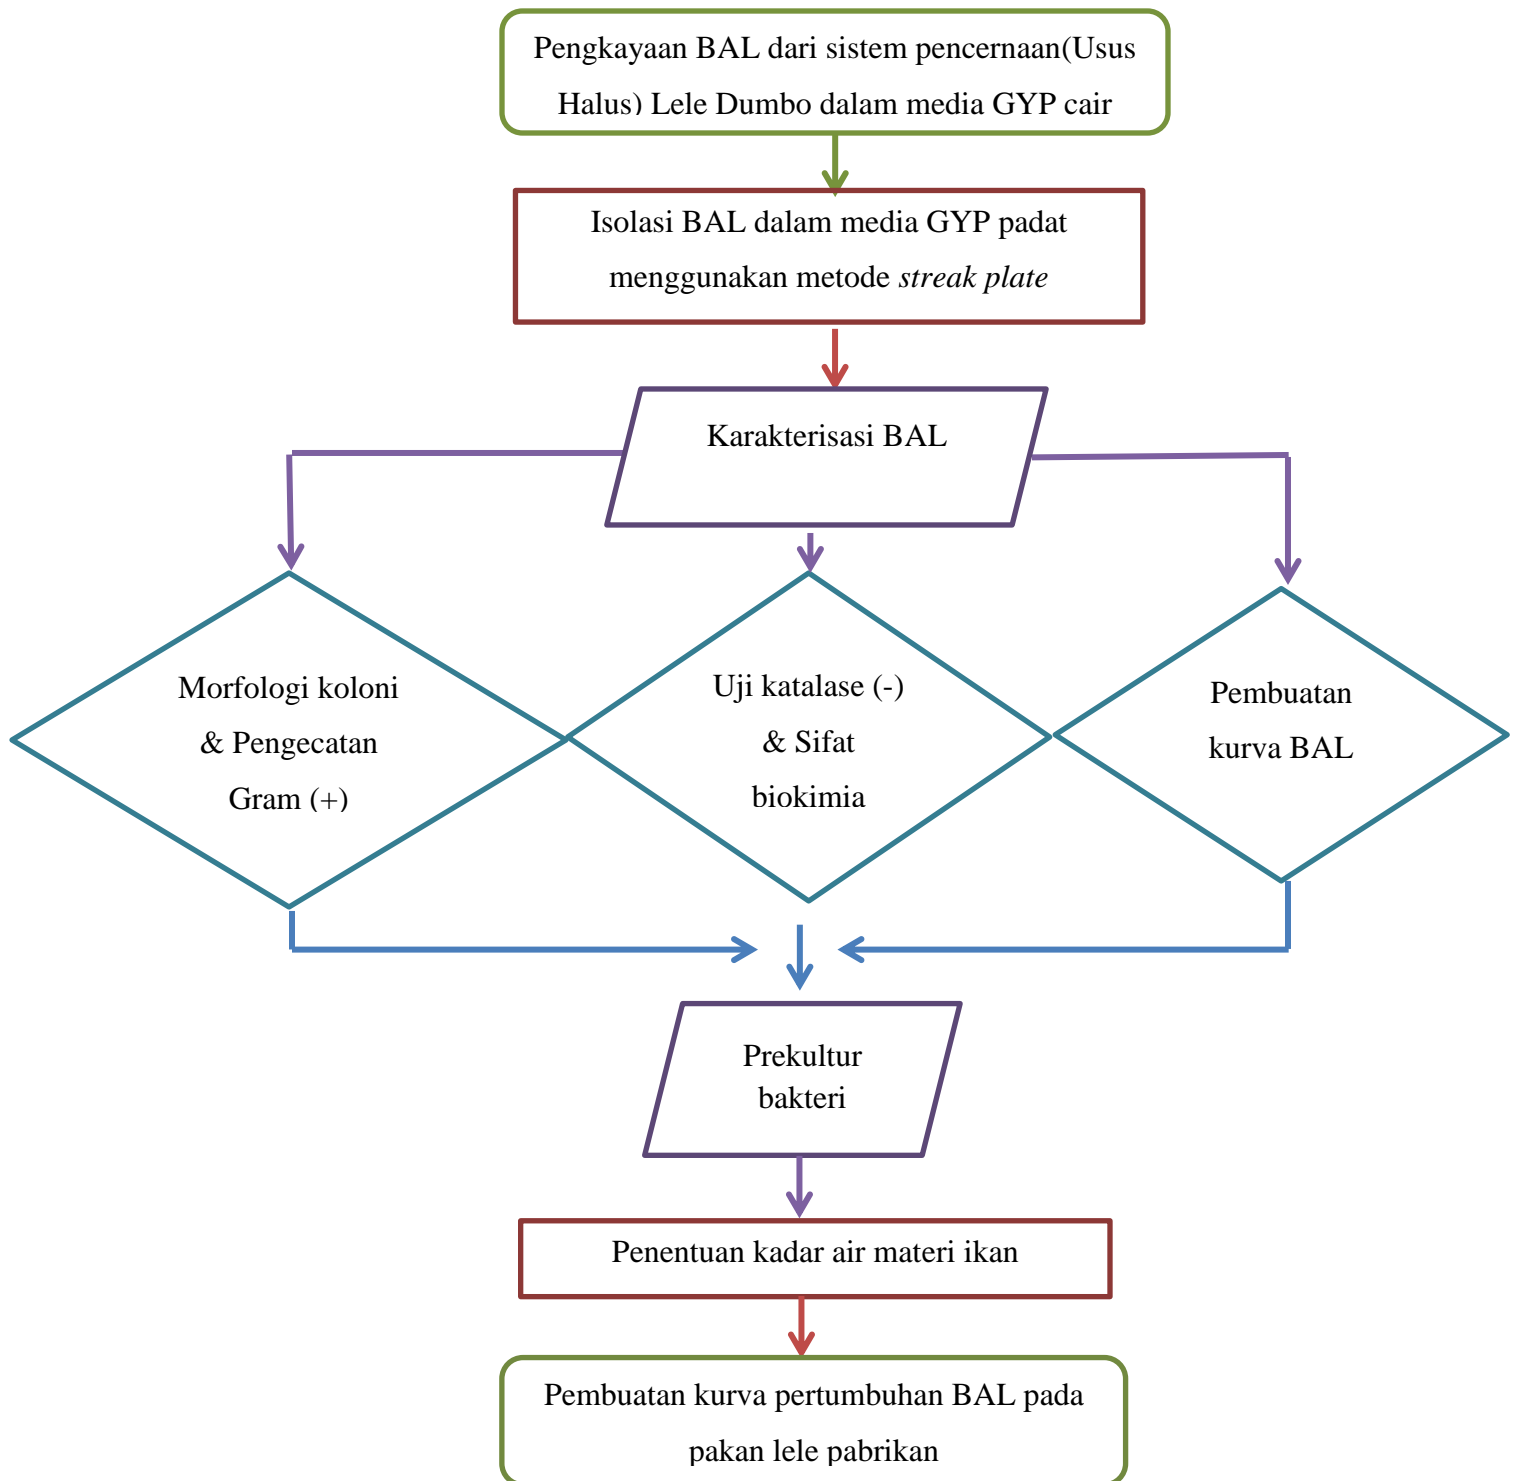 Pengkayaan BAL dari sistem pencernaan(Usus
Halus) Lele Dumbo dalam media GYP cair
Isolasi BAL dalam media GYP padat
menggunakan metode streak plate
Karakterisasi BAL
Morfologi koloni
& Pengecatan
Gram (+)
Uji katalase (-)
& Sifat
biokimia
Pembuatan
kurva BAL
Prekultur
bakteri
Penentuan kadar air materi ikan
Pembuatan kurva pertumbuhan BAL pada
pakan lele pabrikan